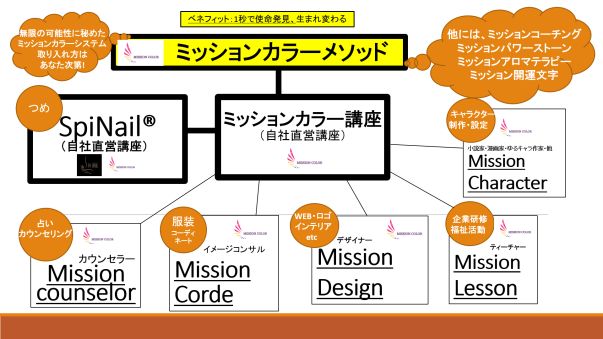 ベネフィット:1秒で使命発見、生まれ変わる
無限の可能性に秘めた
ミッションカラーシステム
取り入れ方は
あなた次第!
MISSION COLOR
ミッションカラーメソッド
他には、ミッションコーチング
ミッションパワーストーン
ミッションアロマテラピー
ミッション開運文字
つめ
SpiNail®
(自社直営講座)
MISSION COLOR
ミッションカラー講座
(自社直営講座)
MISSION COLOR
キャラクター
制作・設定
MISSION COLOR
小説家・漫画家・ゆるキャラ作家・他
Mission
Character
占い
カウンセリング
MISSION COLOR
カウンセラー
Mission
counselor
服装
コーディ
ネート
MISSION COLOR
イメージコンサル
Mission
Corde
WEB・ロゴ
インテリア
etc
MISSION COLOR
デザイナー
Mission
Design
企業研修
福祉活動
MISSION COLOR
ティーチャー
Mission
Lesson